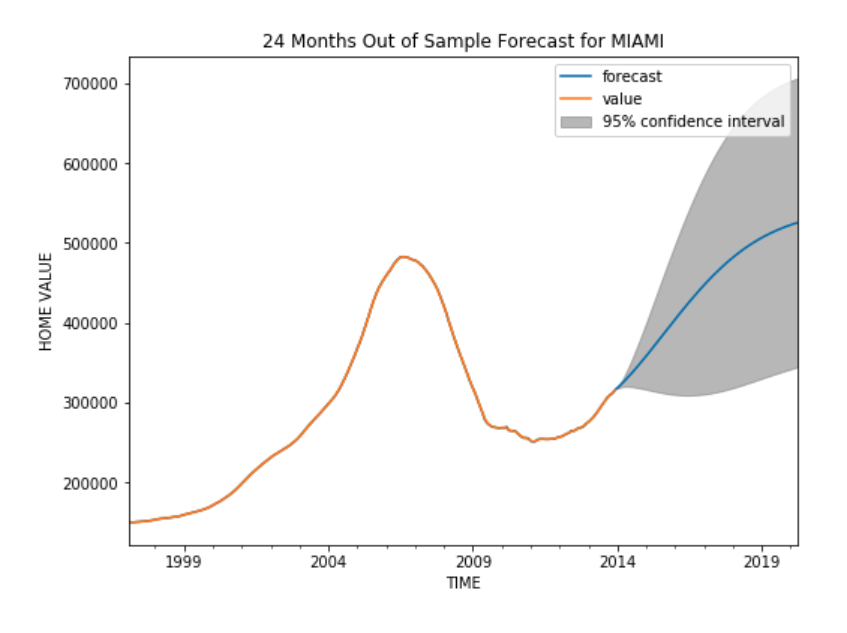 24 Months Out of Sample Forecast for MIAMI
forecast
value
95% confidence interval
700000
600000
500000
400000
300000
200000
HOME VALUE
1999 2004 2009 2014 2019
TIME